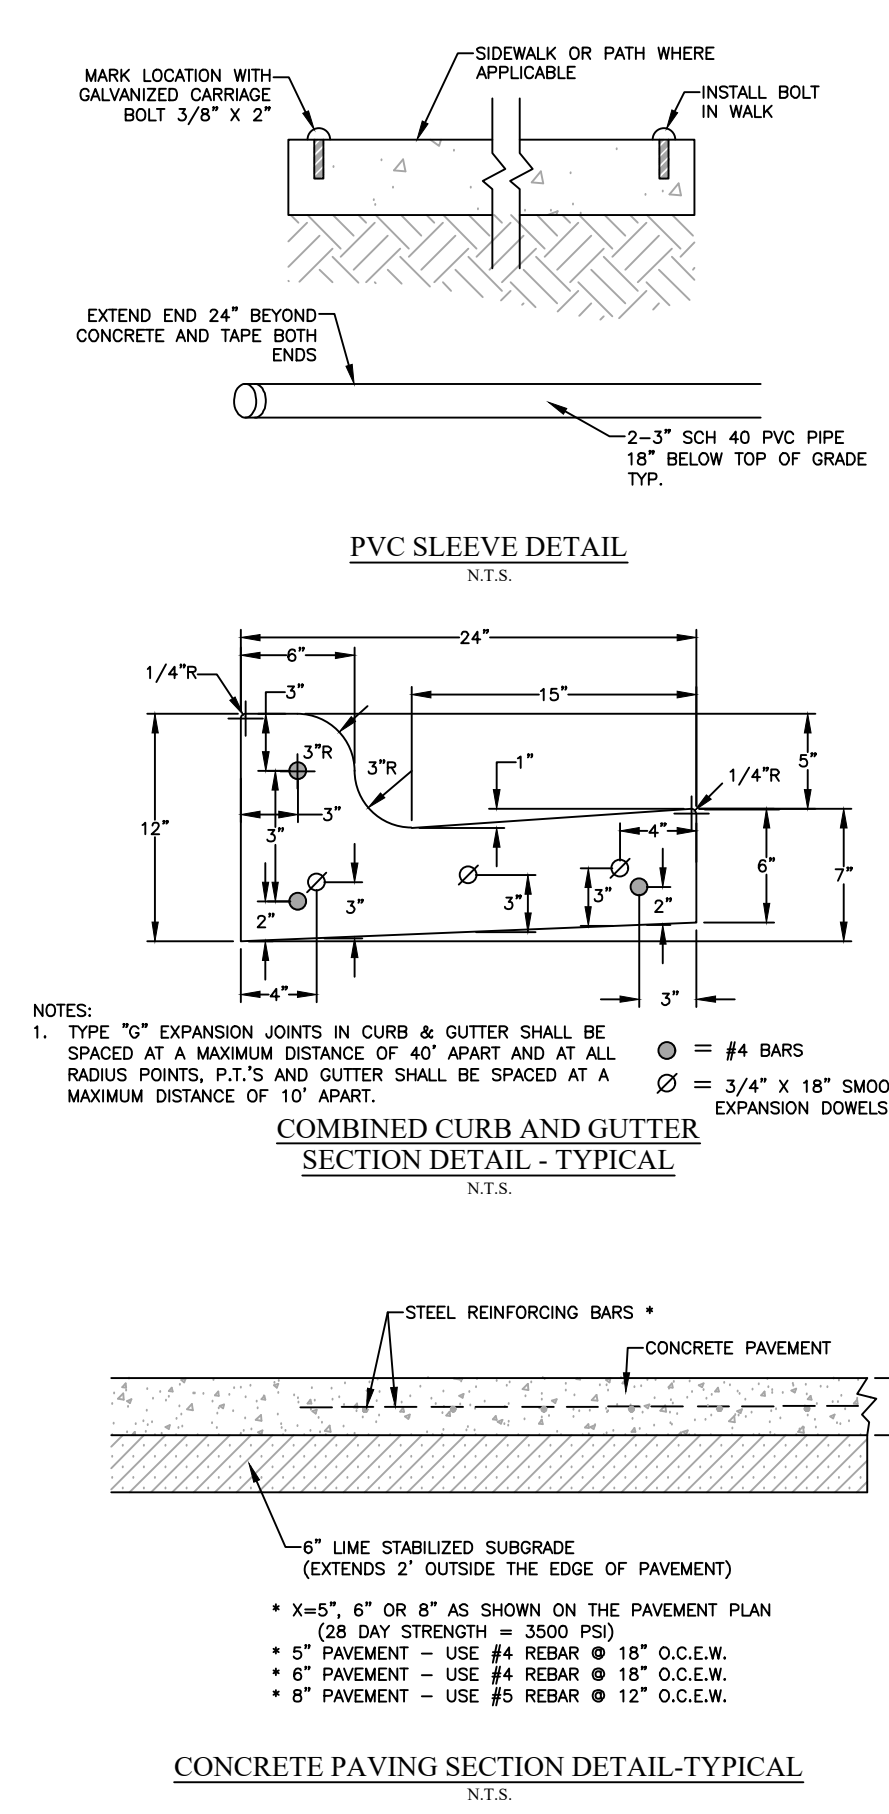 SIDEWALK OR PATH WHERE
APPLICABLE
MARK LOCATION WITH
GALVANIZED CARRIAGE
BOLT 3/8" X 2"
INSTALL BOLT
IN WALK
EXTEND END 24" BEYOND
CONCRETE AND TAPE BOTH
ENDS
2-3" SCH 40 PVC PIPE
18" BELOW TOP OF GRADE
TYP.
PVC SLEEVE DETAIL
N.T.S.
24"
6"
1/4"R
3"
15"
3"R
3"R
1"
5"
1/4"R
3"
12"
3"
4"
6"
7"
2"
3"
3"
3"
2"
4"
3"
NOTES:
1. TYPE "G" EXPANSION JOINTS IN CURB & GUTTER SHALL BE
SPACED AT A MAXIMUM DISTANCE OF 40' APART AND AT ALL
RADIUS POINTS, P.T.'S AND GUTTER SHALL BE SPACED AT A
MAXIMUM DISTANCE OF 10' APART.
= #4 BARS
= 3/4" X 18" SMOO
EXPANSION DOWELS
COMBINED CURB AND GUTTER
SECTION DETAIL - TYPICAL
N.T.S.
STEEL REINFORCING BARS *
CONCRETE PAVEMENT
6" LIME STABILIZED SUBGRADE
(EXTENDS 2' OUTSIDE THE EDGE OF PAVEMENT)
* X=5", 6" OR 8" AS SHOWN ON THE PAVEMENT PLAN
(28 DAY STRENGTH = 3500 PSI)
* 5" PAVEMENT - USE #4 REBAR @ 18" O.C.E.W.
* 6" PAVEMENT - USE #4 REBAR @ 18" O.C.E.W.
* 8" PAVEMENT - USE #5 REBAR @ 12" O.C.E.W.
CONCRETE PAVING SECTION DETAIL-TYPICAL
N.T.S.